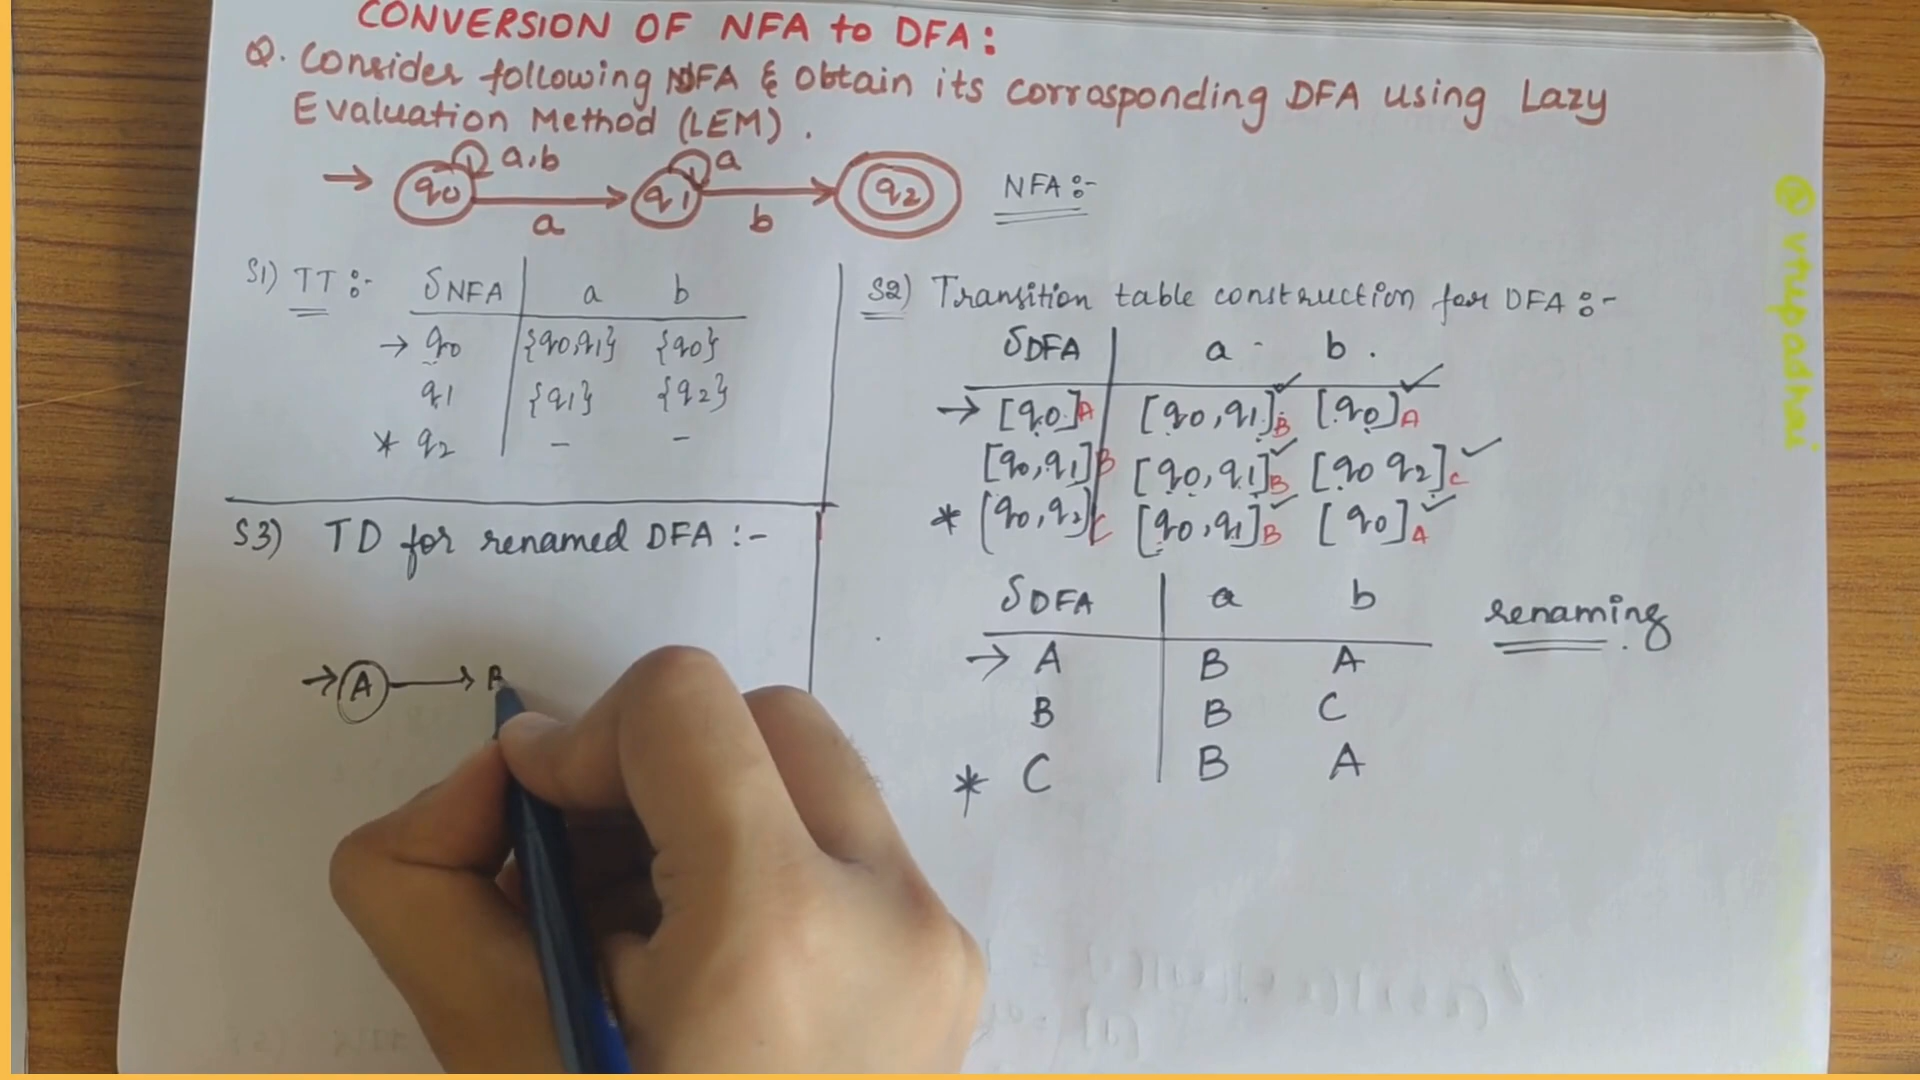 CONVERSION OF NFA to DFA:
Q. Consider following NFA & Obtain its corrosponding DFA using Lazy
Evaluation Method (LEM).
→ q0 a,b a q1 a b q2 NFA:-
S1) TT:- δNFA a b
→ q0 {q0,q1} {q0}
q1 {q1} {q2}
* q2 - -
S2) Transition table construction for DFA:-
δDFA a b.
→ [q0]A [q0,q1]B [q0]A
[q0,q1]B [q0,q1]B [q0 q2]C
* [q0,q2]C [q0,q1]B [q0]A
δDFA a b renaming.
→ A B A
B B C
* C B A
S3) TD for renamed DFA:-
→ A → B
@vtupadhai